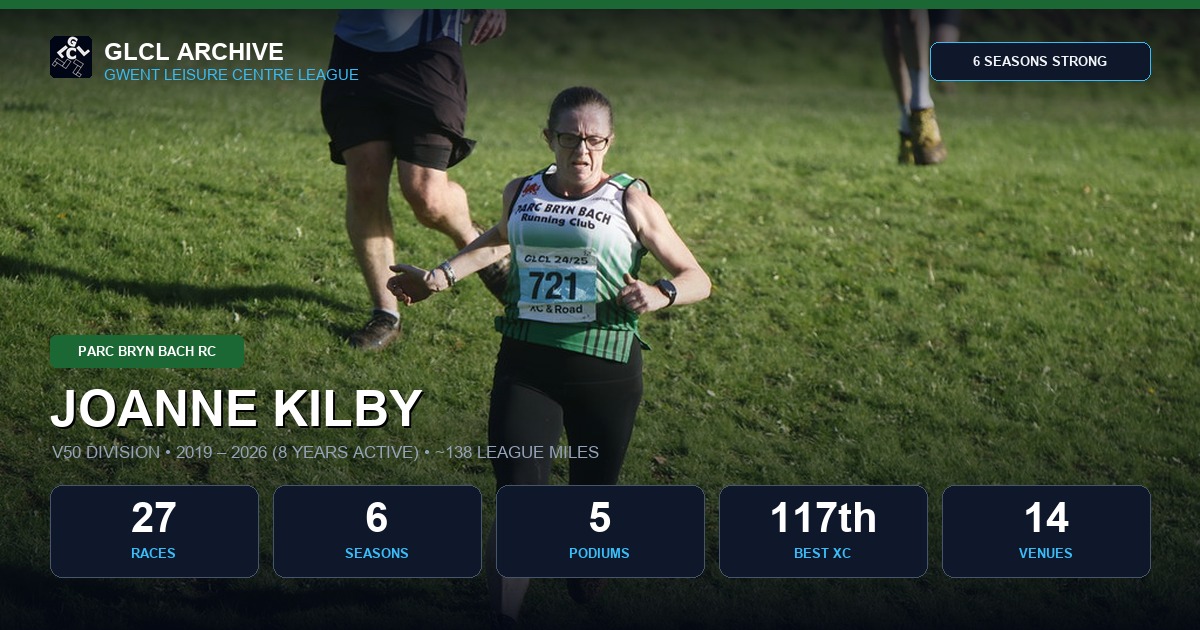 GLCL ARCHIVE
GWENT LEISURE CENTRE LEAGUE
6 SEASONS STRONG
PARC BRYN BACH
Running Club
GLCL 24/25
721
XC & Road
PARC BRYN BACH RC
JOANNE KILBY
V50 DIVISION • 2019 – 2026 (8 YEARS ACTIVE) • ~138 LEAGUE MILES
27
RACES
6
SEASONS
5
PODIUMS
117th
BEST XC
14
VENUES